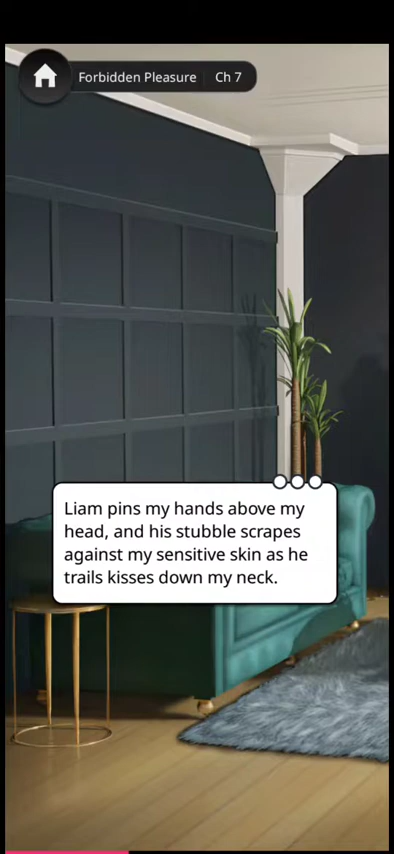 Forbidden Pleasure Ch 7
Liam pins my hands above my
head, and his stubble scrapes
against my sensitive skin as he
trails kisses down my neck.